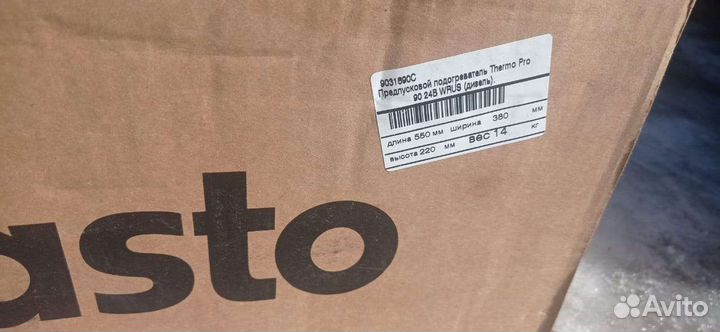 9031690C
Предпусковой подогреватель Thermo Pro
90 24В WRUS (дизель).
длина 550 мм ширина 380 мм
высота 220 мм вес 14 кг
asto
Avito